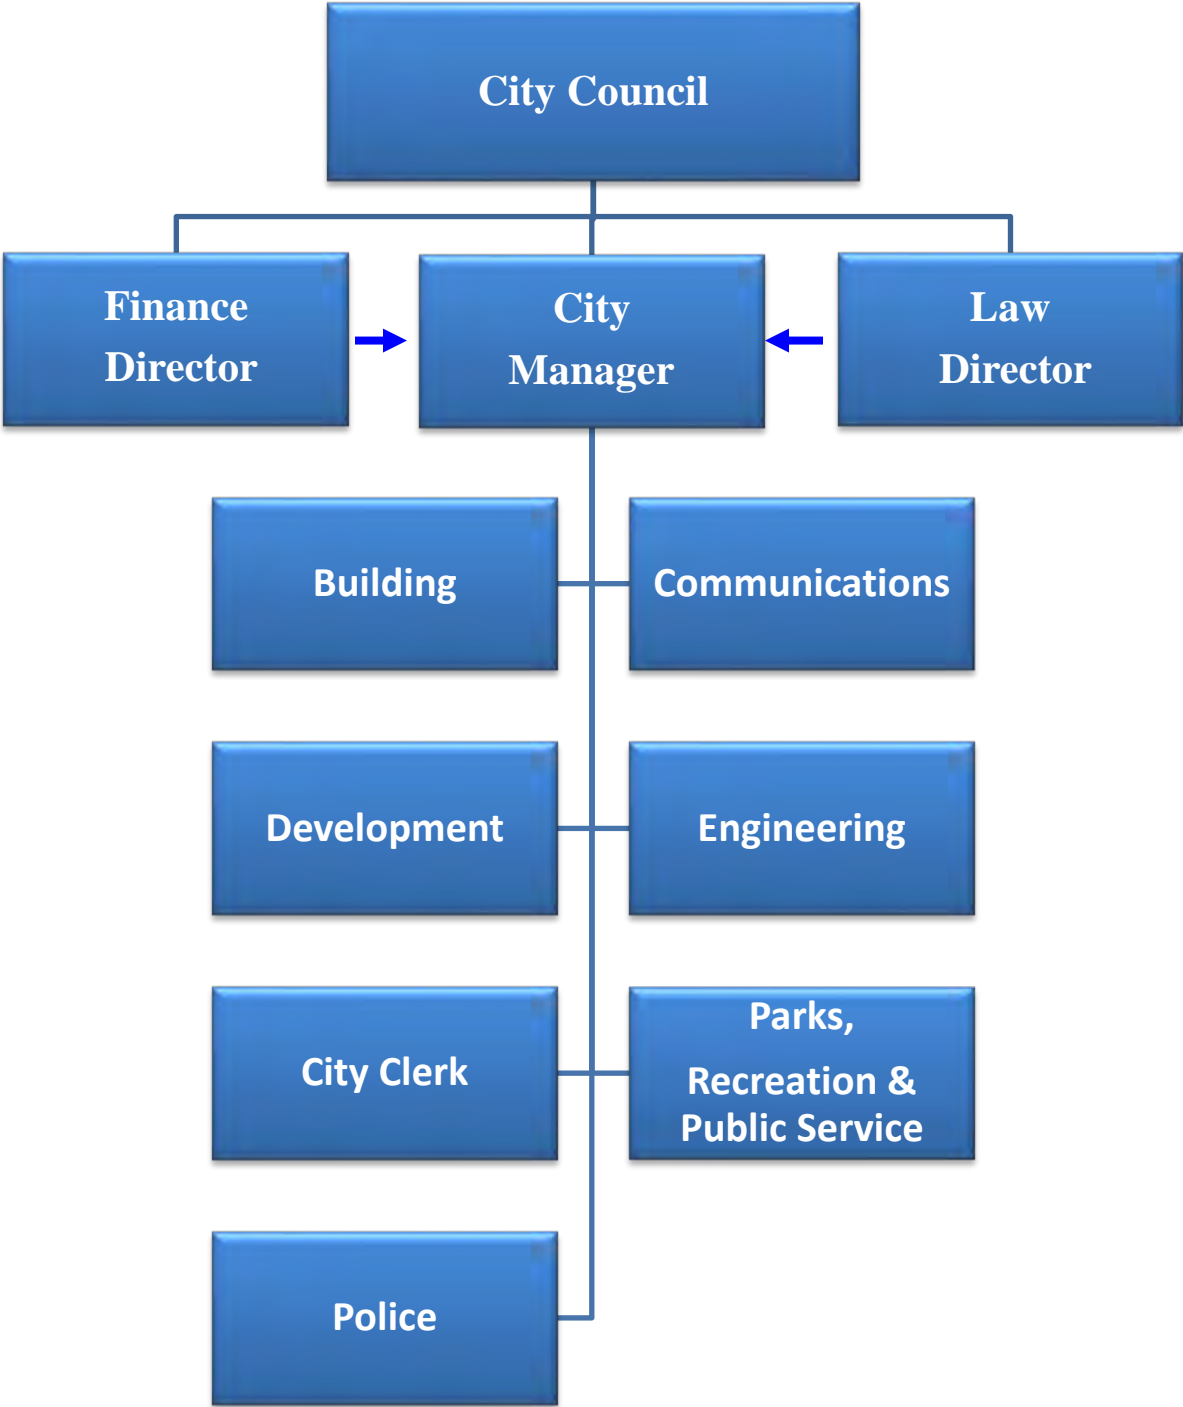 City Council
Finance
Director
City
Manager
Law
Director
Building
Communications
Development
Engineering
City Clerk
Parks,
Recreation &
Public Service
Police